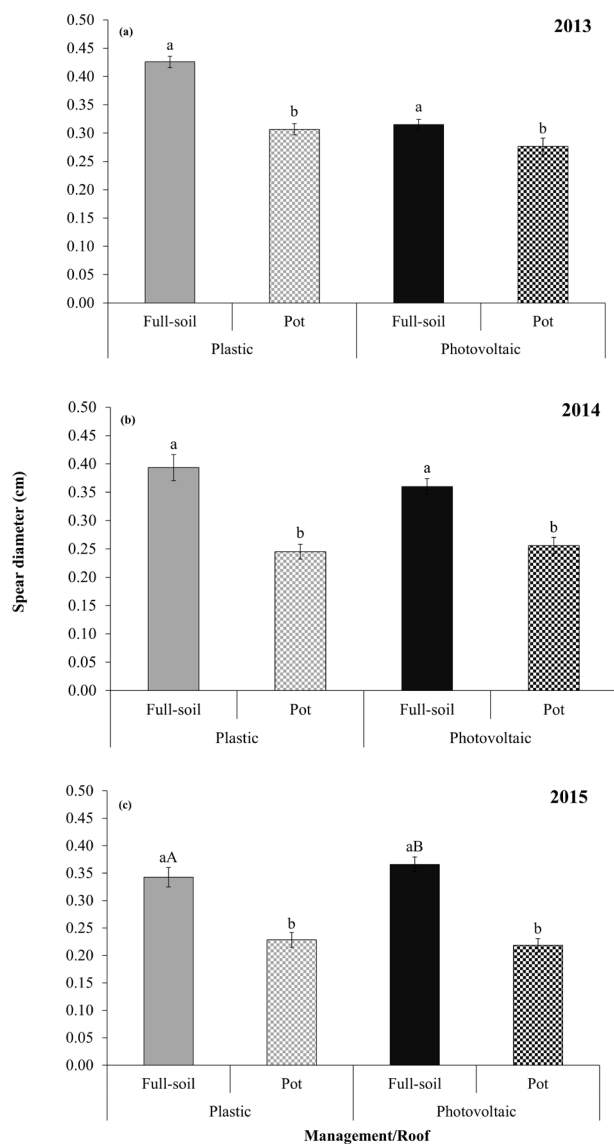 (a) 2013
0.50
0.45
0.40
0.35
0.30
0.25
0.20
0.15
0.10
0.05
0.00
a b a b
Full-soil Pot Full-soil Pot
Plastic Photovoltaic
(b) 2014
0.50
0.45
0.40
0.35
0.30
0.25
0.20
0.15
0.10
0.05
0.00
a b a b
Full-soil Pot Full-soil Pot
Plastic Photovoltaic
Spear diameter (cm)
(c) 2015
0.50
0.45
0.40
0.35
0.30
0.25
0.20
0.15
0.10
0.05
0.00
aA b aB b
Full-soil Pot Full-soil Pot
Plastic Photovoltaic
Management/Roof